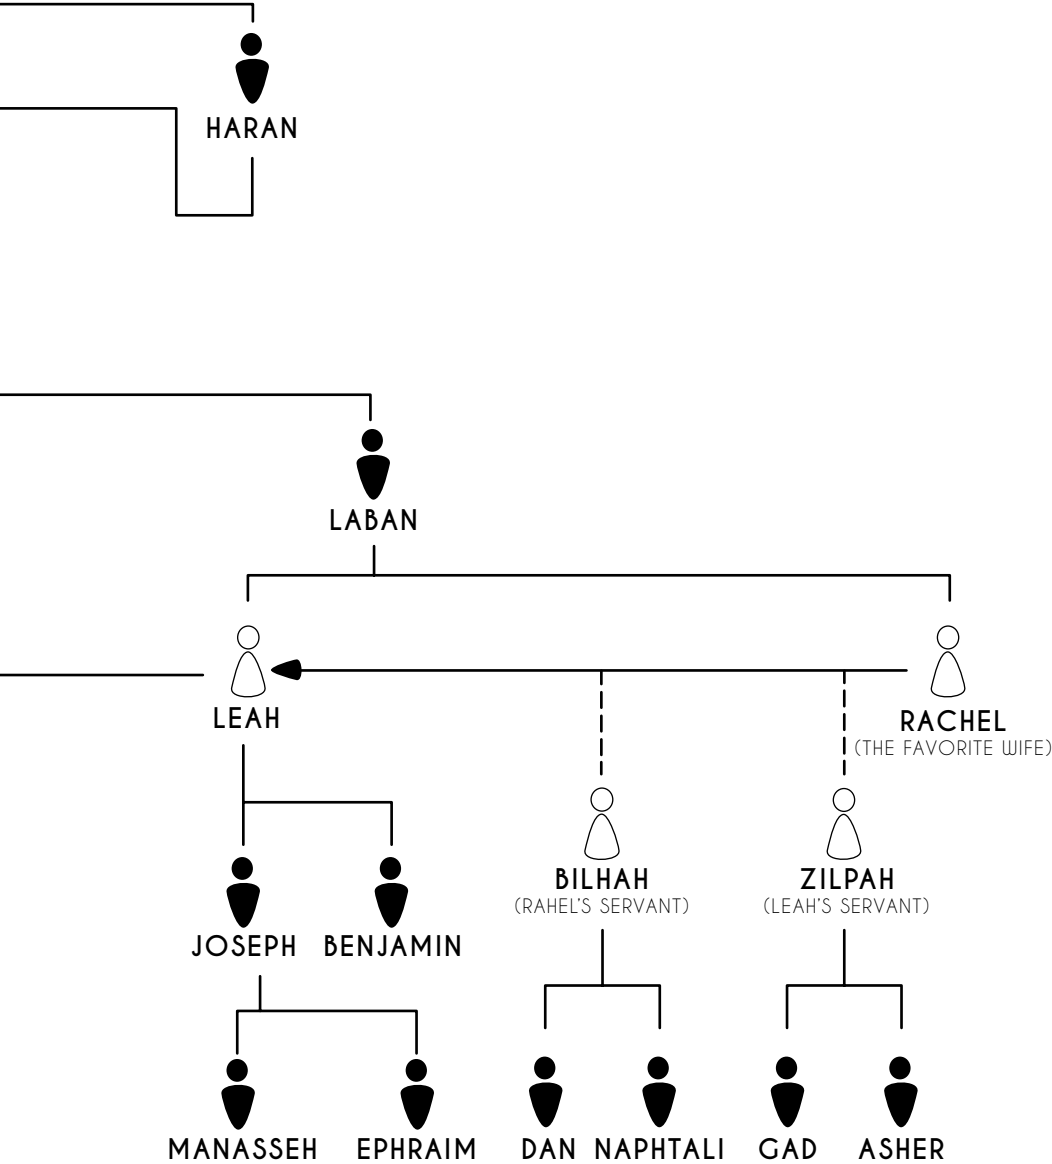 HARAN
LABAN
LEAH
RACHEL
(THE FAVORITE WIFE)
BILHAH
(RAHEL'S SERVANT)
ZILPAH
(LEAH'S SERVANT)
JOSEPH
BENJAMIN
MANASSEH
EPHRAIM
DAN
NAPHTALI
GAD
ASHER